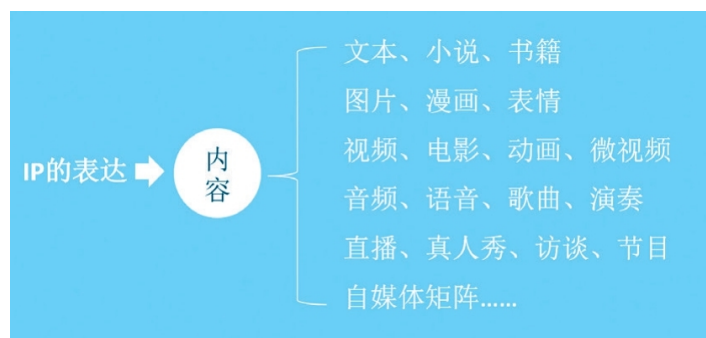 IP的表达
内
容
文本、小说、书籍
图片、漫画、表情
视频、电影、动画、微视频
音频、语音、歌曲、演奏
直播、真人秀、访谈、节目
自媒体矩阵......